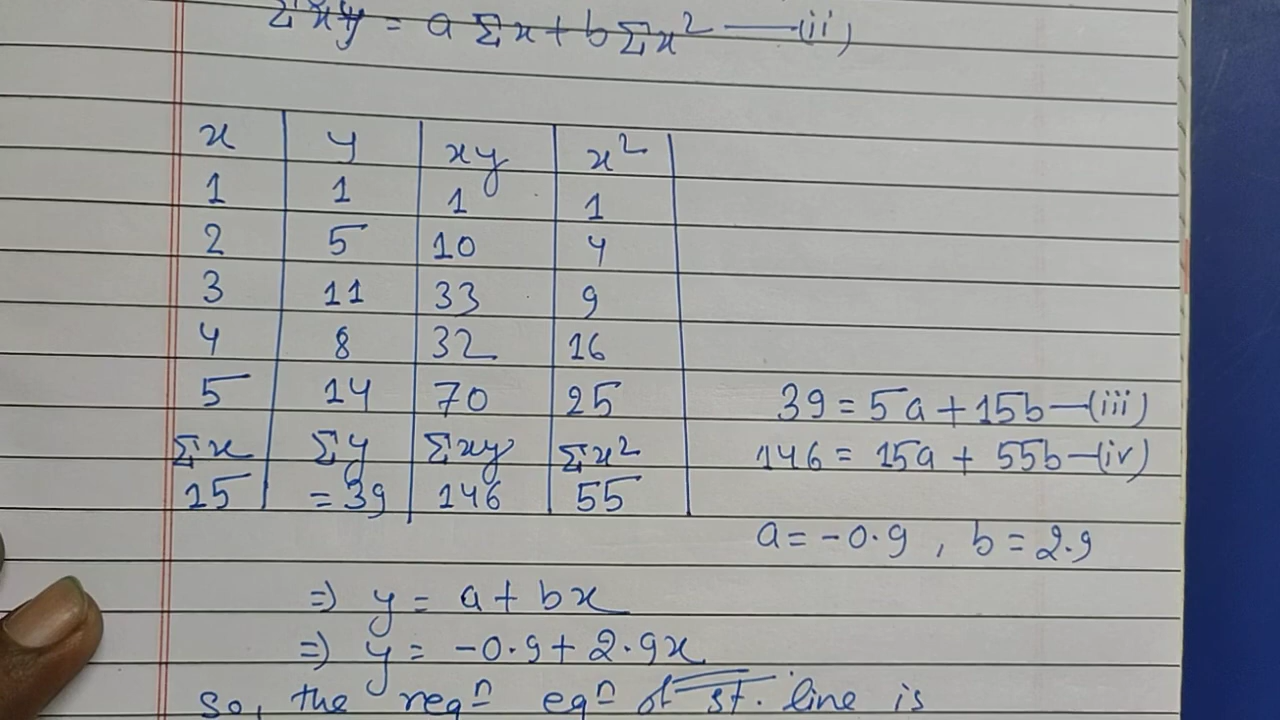 Σxy = aΣx + bΣx² —(ii)
x y xy x²
1 1 1 1
2 5 10 4
3 11 33 9
4 8 32 16
5 14 70 25
Σx Σy Σxy Σx²
15 = 39 146 55
39 = 5a + 15b —(iii)
146 = 15a + 55b —(iv)
a = -0.9 , b = 2.9
⇒ y = a + bx
⇒ y = -0.9 + 2.9x
so, the reqⁿ eqⁿ of st. line is